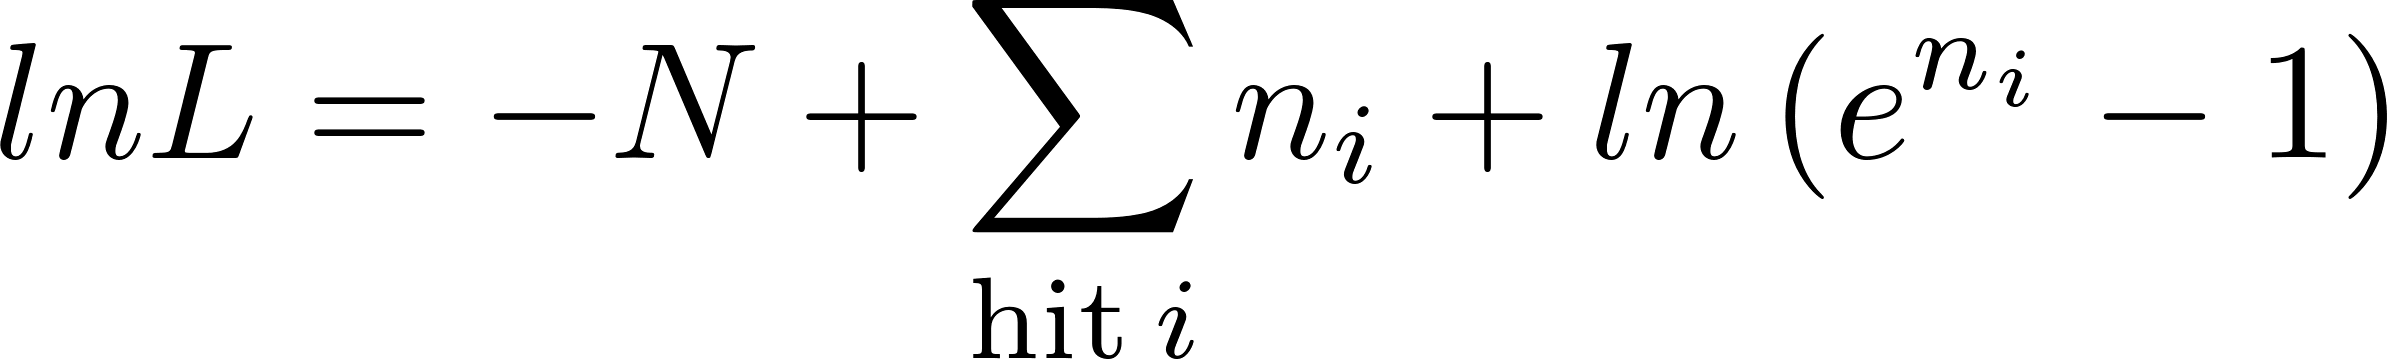 lnL = −N + ∑ n_i + ln (e^{n_i} − 1)
hit i